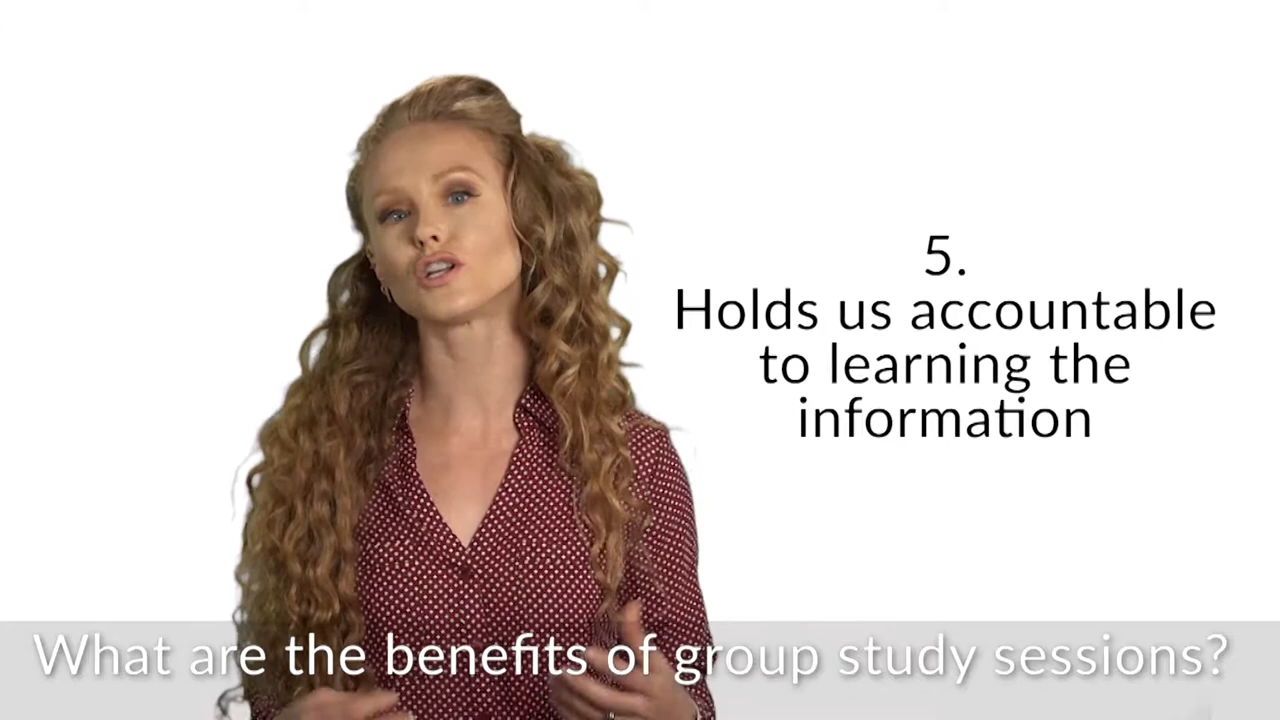 5.
Holds us accountable
to learning the
information
What are the benefits of group study sessions?